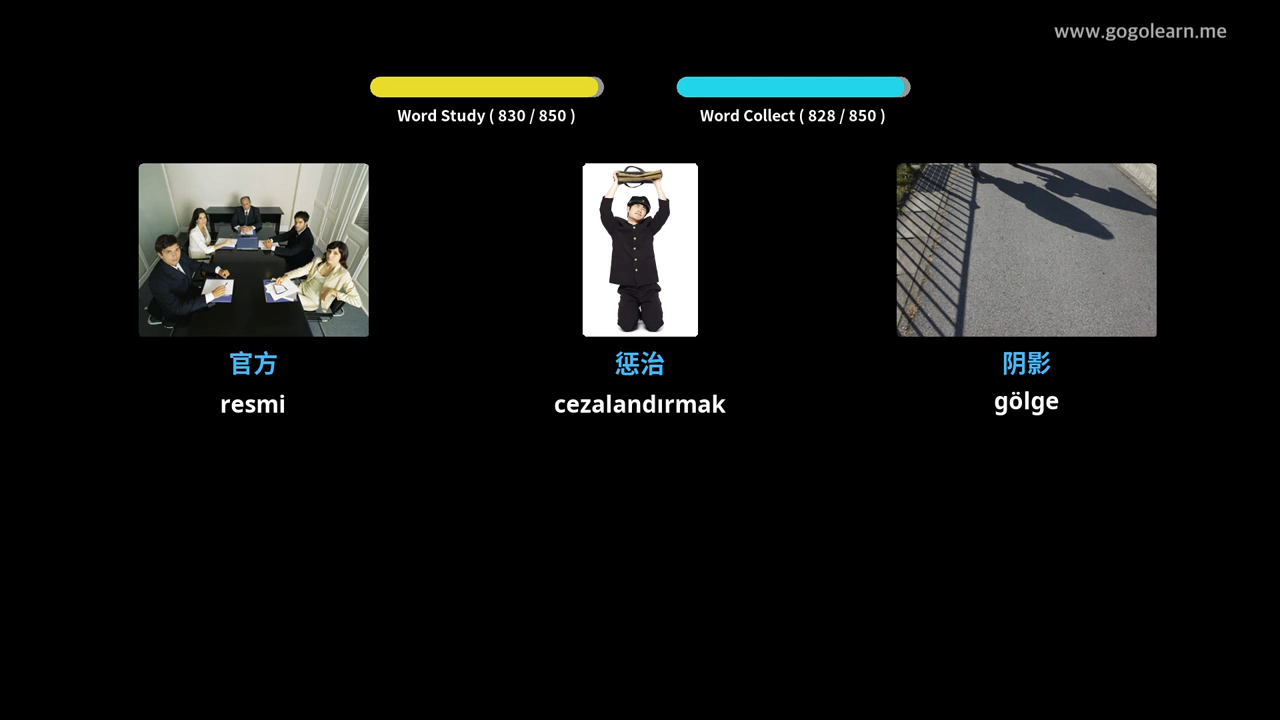 www.gogolearn.me
Word Study ( 830 / 850 )
Word Collect ( 828 / 850 )
官方
惩治
阴影
resmi
cezalandırmak
gölge